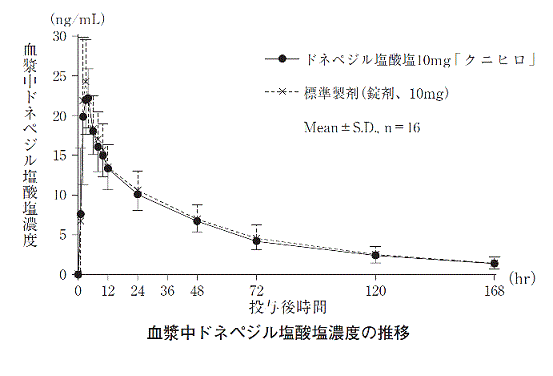 (ng/mL)
血漿中ドネペジル塩酸塩濃度
30
25
20
15
10
5
0
ドネペジル塩酸塩10mg「クニヒロ」
標準製剤(錠剤、10mg)
Mean±S.D., n=16
0 12 24 36 48 72 120 168 (hr)
投与後時間
血漿中ドネペジル塩酸塩濃度の推移